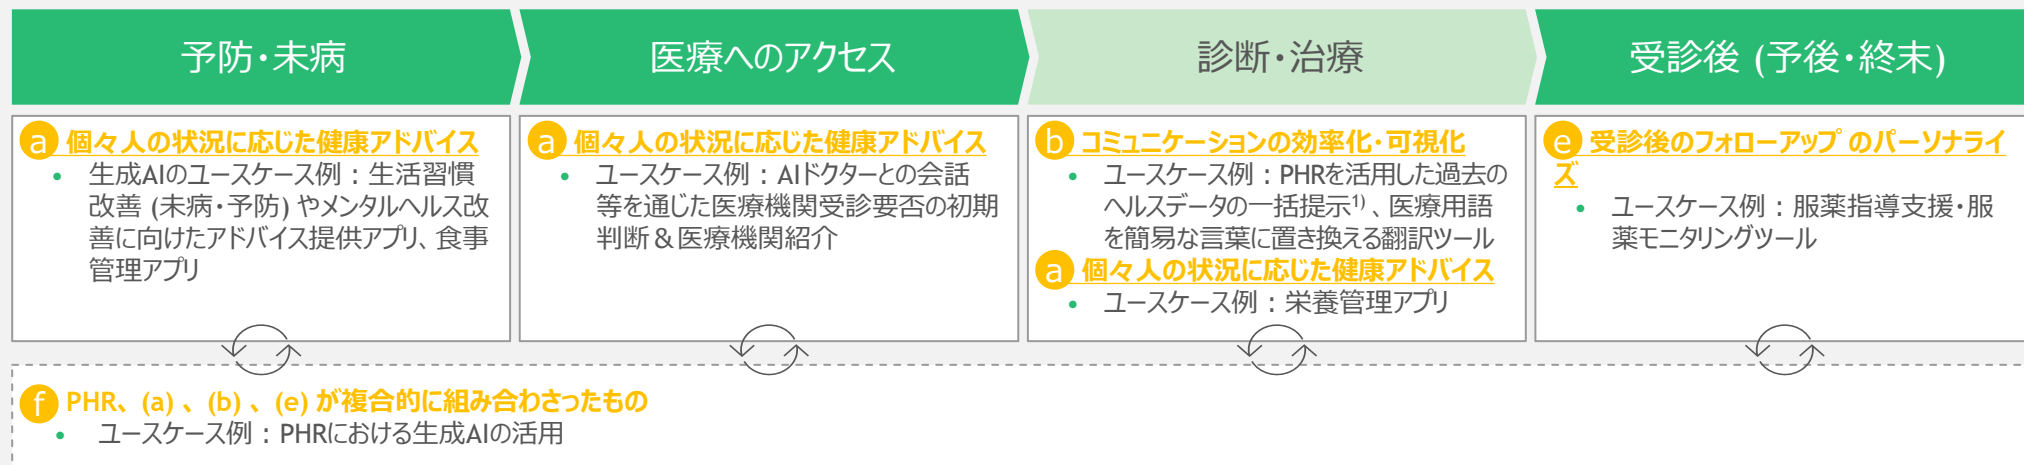 予防・未病
医療へのアクセス
診断・治療
受診後 (予後・終末)
a 個々人の状況に応じた健康アドバイス
• 生成AIのユースケース例：生活習慣
改善 (未病・予防) やメンタルヘルス改
善に向けたアドバイス提供アプリ、食事
管理アプリ
a 個々人の状況に応じた健康アドバイス
• ユースケース例：AIドクターとの会話
等を通じた医療機関受診要否の初期
判断＆医療機関紹介
b コミュニケーションの効率化・可視化
• ユースケース例：PHRを活用した過去の
ヘルスデータの一括提示1) 、医療用語
を簡易な言葉に置き換える翻訳ツール
a 個々人の状況に応じた健康アドバイス
• ユースケース例：栄養管理アプリ
e 受診後のフォローアップ のパーソナライ
ズ
• ユースケース例：服薬指導支援・服
薬モニタリングツール
f PHR、(a) 、(b) 、(e) が複合的に組み合わさったもの
• ユースケース例：PHRにおける生成AIの活用